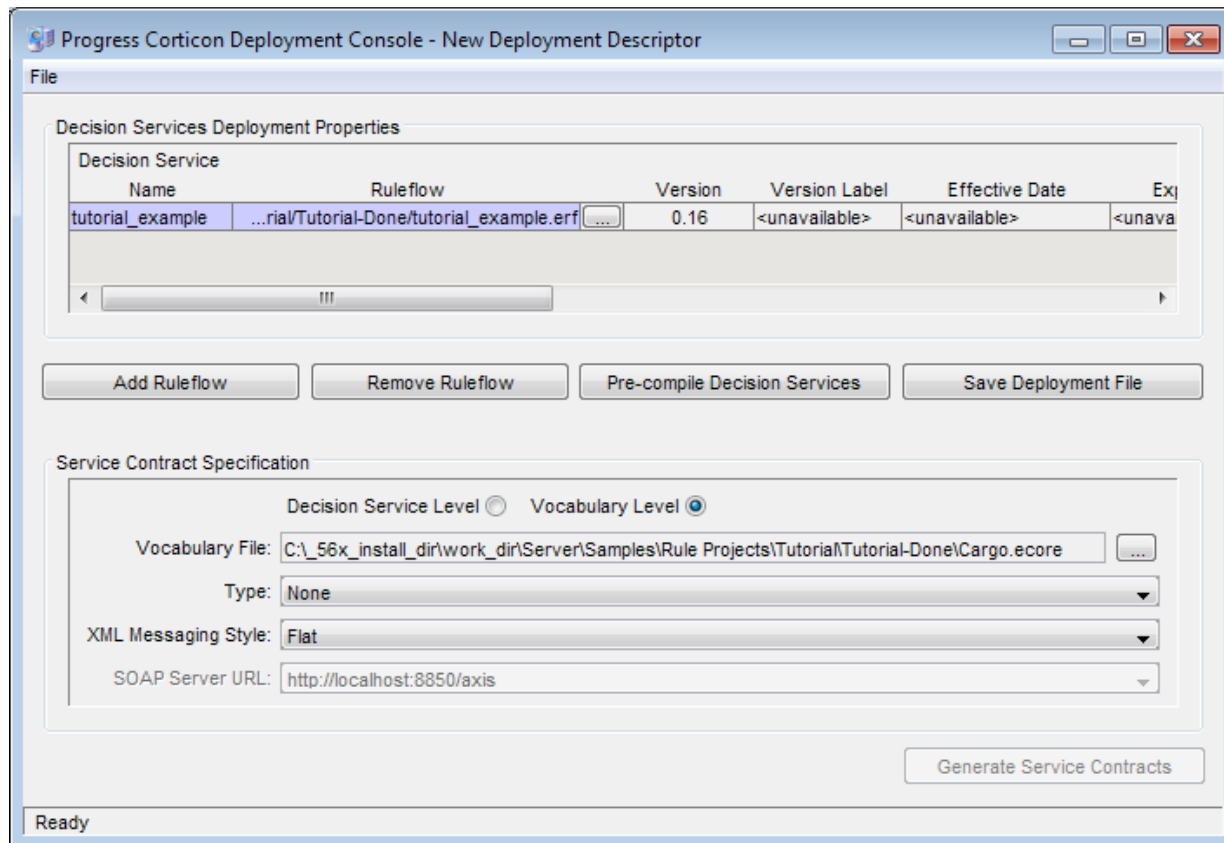 Progress Corticon Deployment Console - New Deployment Descriptor
File
Decision Services Deployment Properties
Decision Service
Name Ruleflow Version Version Label Effective Date Exp
tutorial_example ...rial/Tutorial-Done/tutorial_example.erf ... 0.16 <unavailable> <unavailable> <unavai
Add Ruleflow Remove Ruleflow Pre-compile Decision Services Save Deployment File
Service Contract Specification
Decision Service Level Vocabulary Level
Vocabulary File: C:\_56x_install_dir\work_dir\Server\Samples\Rule Projects\Tutorial\Tutorial-Done\Cargo.ecore ...
Type: None
XML Messaging Style: Flat
SOAP Server URL: http://localhost:8850/axis
Generate Service Contracts
Ready